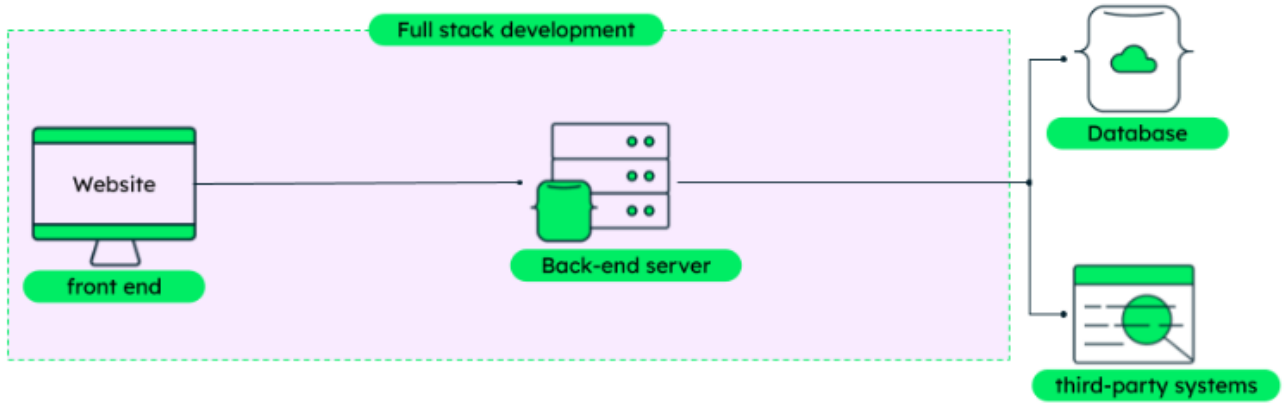 Full stack development
Website
front end
Back-end server
Database
third-party systems